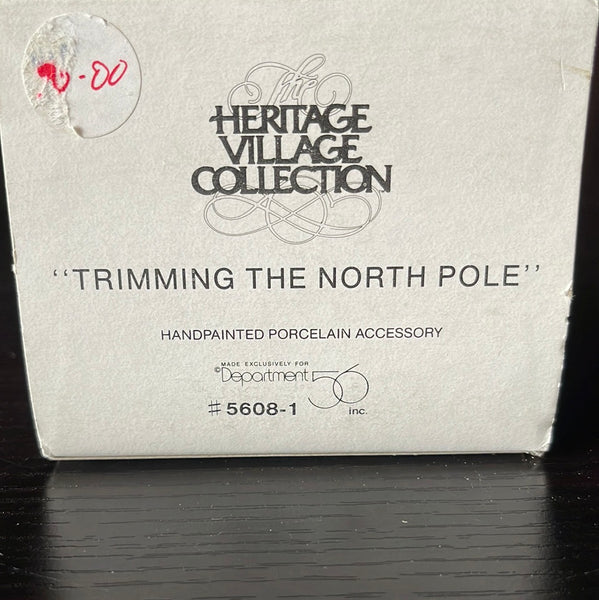 -00
The
HERITAGE
VILLAGE
COLLECTION
‘‘TRIMMING THE NORTH POLE’’
HANDPAINTED PORCELAIN ACCESSORY
MADE EXCLUSIVELY FOR
©Department 56
#5608-1 inc.